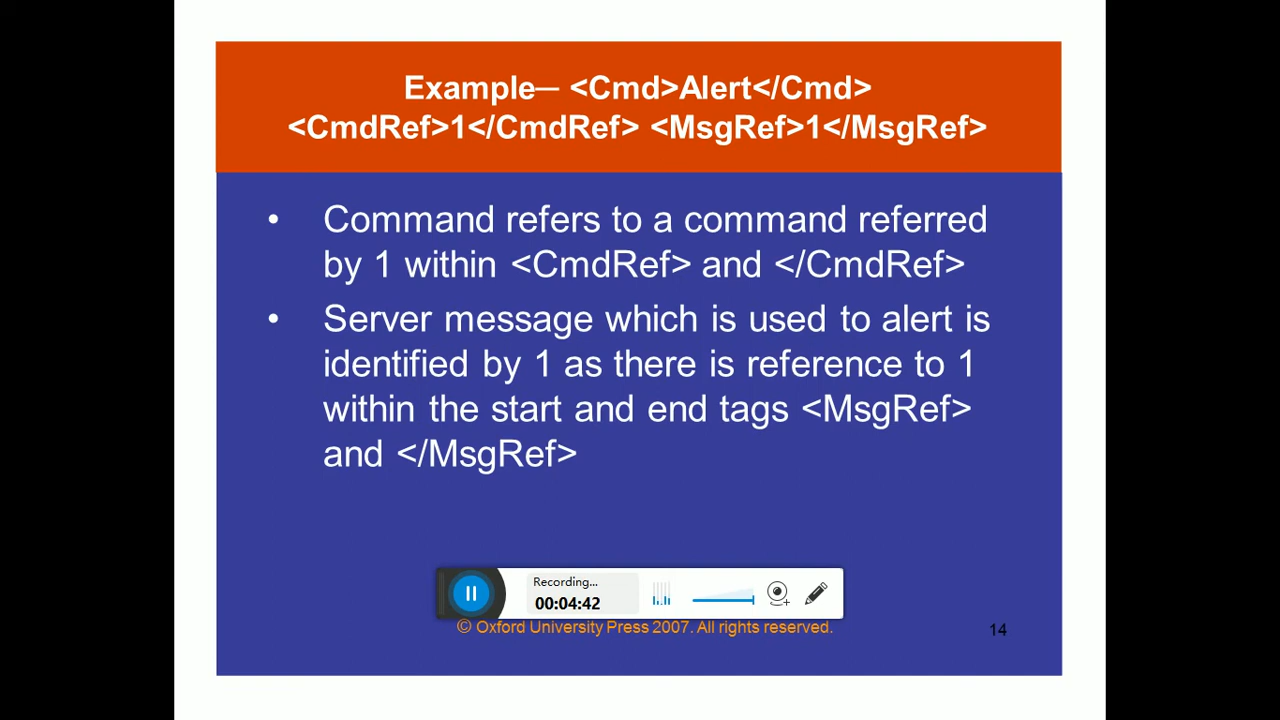 Example─ <Cmd>Alert</Cmd>
<CmdRef>1</CmdRef> <MsgRef>1</MsgRef>
• Command refers to a command referred
by 1 within <CmdRef> and </CmdRef>
• Server message which is used to alert is
identified by 1 as there is reference to 1
within the start and end tags <MsgRef>
and </MsgRef>
Recording...
00:04:42
© Oxford University Press 2007. All rights reserved.
14